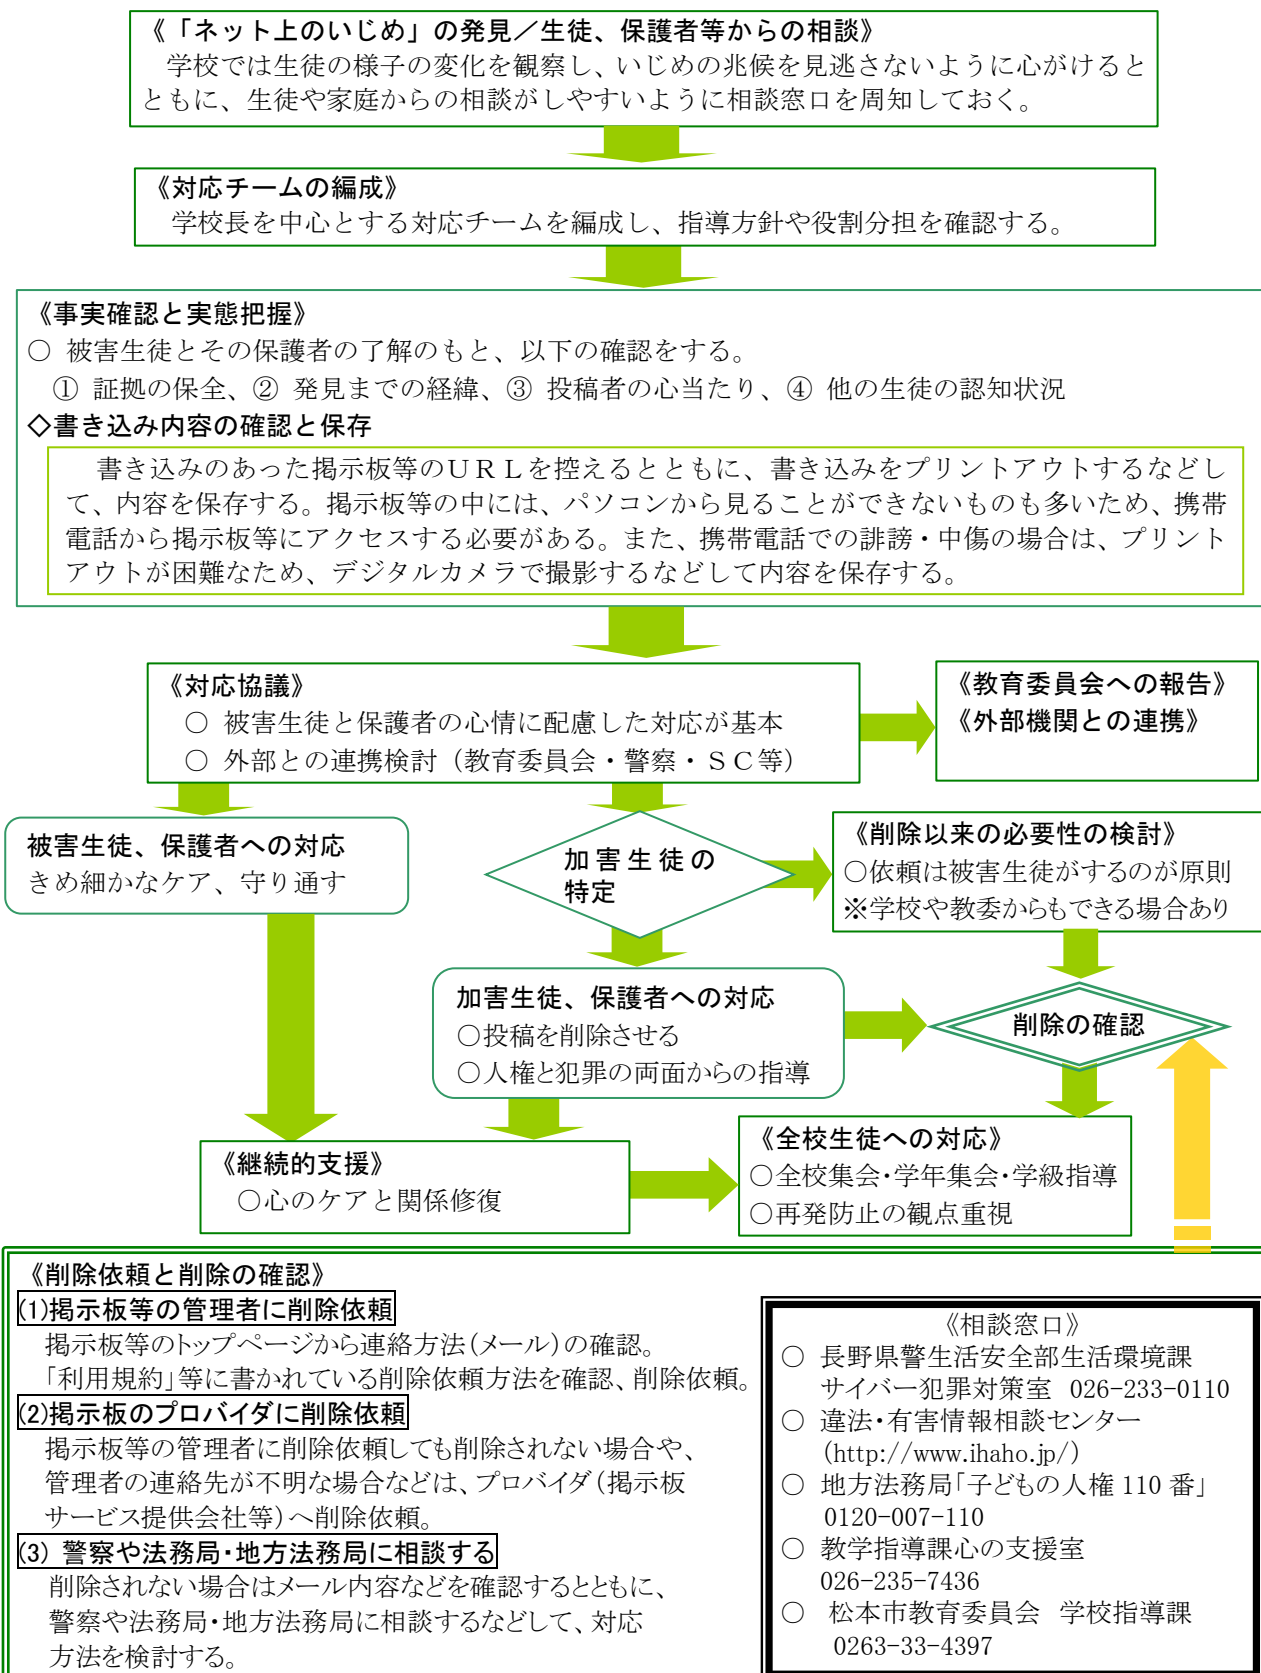 《「ネット上のいじめ」の発見／生徒、保護者等からの相談》
学校では生徒の様子の変化を観察し、いじめの兆候を見逃さないように心がけると
ともに、生徒や家庭からの相談がしやすいように相談窓口を周知しておく。
《対応チームの編成》
学校長を中心とする対応チームを編成し、指導方針や役割分担を確認する。
《事実確認と実態把握》
○ 被害生徒とその保護者の了解のもと、以下の確認をする。
① 証拠の保全、② 発見までの経緯、③ 投稿者の心当たり、④ 他の生徒の認知状況
◇書き込み内容の確認と保存
書き込みのあった掲示板等のＵＲＬを控えるとともに、書き込みをプリントアウトするなどし
て、内容を保存する。掲示板等の中には、パソコンから見ることができないものも多いため、携帯
電話から掲示板等にアクセスする必要がある。また、携帯電話での誹謗・中傷の場合は、プリント
アウトが困難なため、デジタルカメラで撮影するなどして内容を保存する。
《対応協議》
○ 被害生徒と保護者の心情に配慮した対応が基本
○ 外部との連携検討（教育委員会・警察・ＳＣ等）
《教育委員会への報告》
《外部機関との連携》
被害生徒、保護者への対応
きめ細かなケア、守り通す
加害生徒の
特定
《削除以来の必要性の検討》
○依頼は被害生徒がするのが原則
※学校や教委からもできる場合あり
加害生徒、保護者への対応
○投稿を削除させる
○人権と犯罪の両面からの指導
削除の確認
《継続的支援》
○心のケアと関係修復
《全校生徒への対応》
○全校集会・学年集会・学級指導
○再発防止の観点重視
《削除依頼と削除の確認》
(1)掲示板等の管理者に削除依頼
掲示板等のトップページから連絡方法(メール)の確認。
「利用規約」等に書かれている削除依頼方法を確認、削除依頼。
(2)掲示板のプロバイダに削除依頼
掲示板等の管理者に削除依頼しても削除されない場合や、
管理者の連絡先が不明な場合などは、プロバイダ(掲示板
サービス提供会社等)へ削除依頼。
(3) 警察や法務局・地方法務局に相談する
削除されない場合はメール内容などを確認するとともに、
警察や法務局・地方法務局に相談するなどして、対応
方法を検討する。
《相談窓口》
○ 長野県警生活安全部生活環境課
サイバー犯罪対策室 026-233-0110
○ 違法・有害情報相談センター
(http://www.ihaho.jp/)
○ 地方法務局「子どもの人権 110 番」
0120-007-110
○ 教学指導課心の支援室
026-235-7436
○ 松本市教育委員会 学校指導課
0263-33-4397